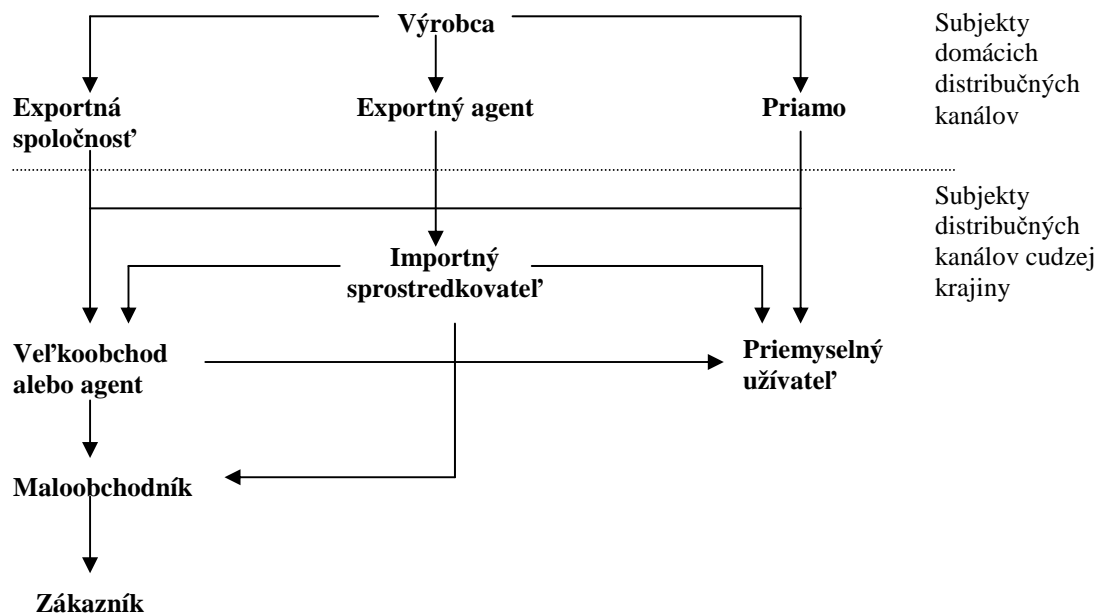 Výrobca
Subjekty
domácich
distribučných
kanálov
Exportná
spoločnosť
Exportný agent
Priamo
Subjekty
distribučných
kanálov cudzej
krajiny
Importný
sprostredkovateľ
Veľkoobchod
alebo agent
Priemyselný
užívateľ
Maloobchodník
Zákazník